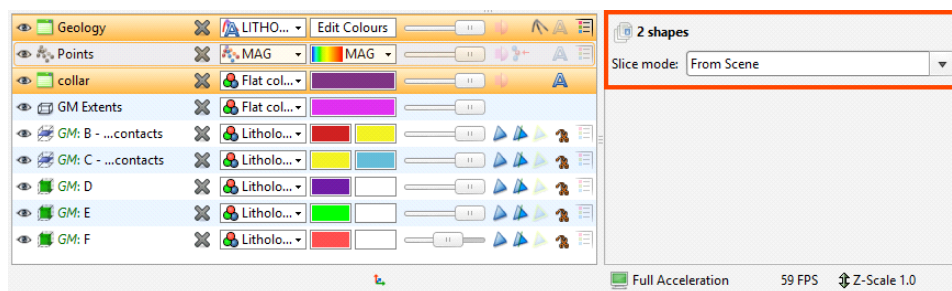 Geology LITHO... Edit Colours
Points MAG MAG
collar Flat col...
GM Extents Flat col...
GM: B - ...contacts Litholo...
GM: C - ...contacts Litholo...
GM: D Litholo...
GM: E Litholo...
GM: F Litholo...
2 shapes
Slice mode: From Scene
Full Acceleration 59 FPS Z-Scale 1.0